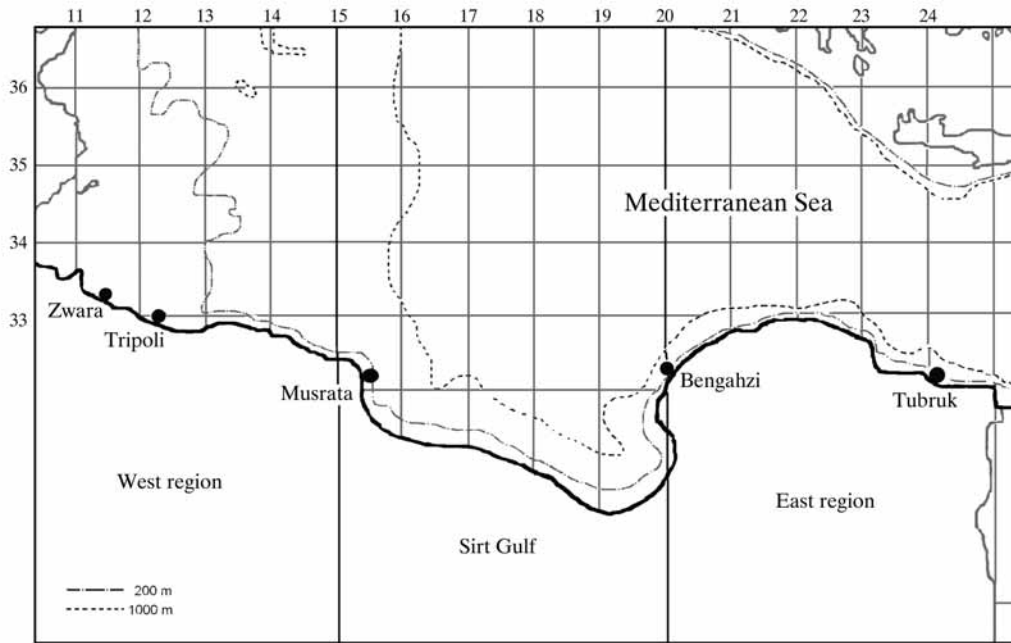 11 12 13 14 15 16 17 18 19 20 21 22 23 24
36
35
Mediterranean Sea
34
33
Zwara
Tripoli
Musrata
Bengahzi
Tubruk
West region
East region
Sirt Gulf
200 m
1000 m